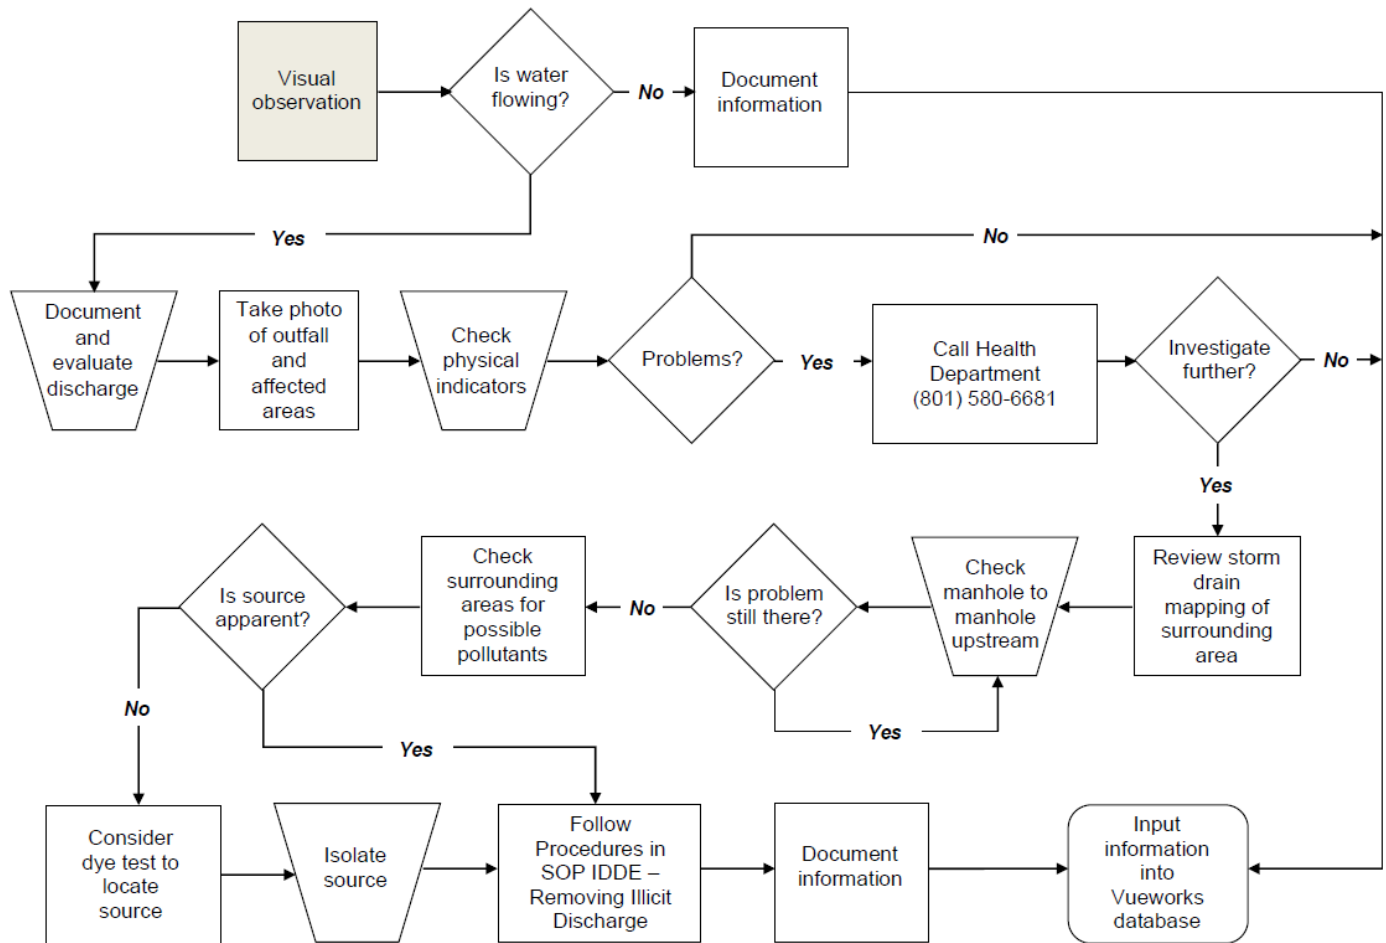 Visual
observation
Is water
flowing?
No
Document
information
Yes
No
Document
and
evaluate
discharge
Take photo
of outfall
and
affected
areas
Check
physical
indicators
Problems?
Yes
Call Health
Department
(801) 580-6681
Investigate
further?
No
Yes
Review storm
drain
mapping of
surrounding
area
Check
manhole to
manhole
upstream
Is problem
still there?
Yes
No
Check
surrounding
areas for
possible
pollutants
Is source
apparent?
No
Yes
Consider
dye test to
locate
source
Isolate
source
Follow
Procedures in
SOP IDDE –
Removing Illicit
Discharge
Document
information
Input
information
into
Vueworks
database